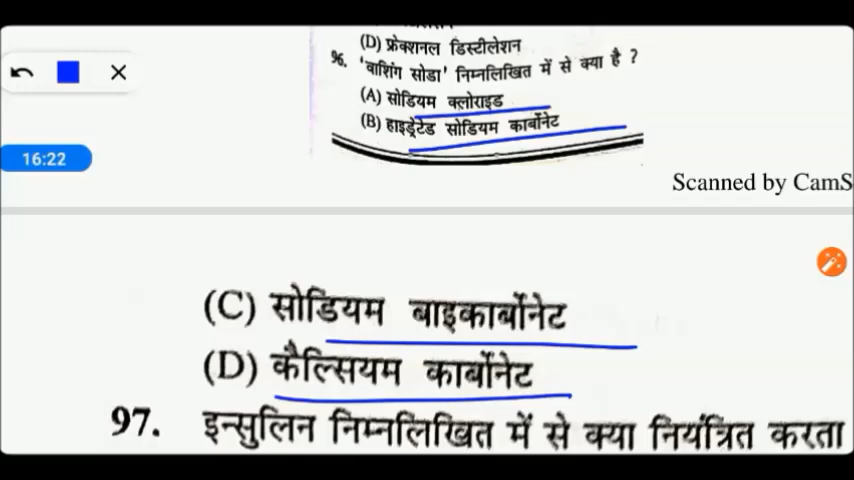 (D) फ्रेक्शनल डिस्टीलेशन
96. 'वाशिंग सोडा' निम्नलिखित में से क्या है ?
(A) सोडियम क्लोराइड
(B) हाइड्रेटेड सोडियम कार्बोनेट
16:22
Scanned by CamS
(C) सोडियम बाइकार्बोनेट
(D) कैल्सियम कार्बोनेट
97. इन्सुलिन निम्नलिखित में से क्या नियंत्रित करता